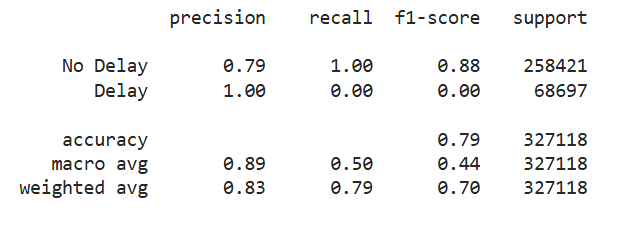 precision recall f1-score support
No Delay 0.79 1.00 0.88 258421
Delay 1.00 0.00 0.00 68697
accuracy 0.79 327118
macro avg 0.89 0.50 0.44 327118
weighted avg 0.83 0.79 0.70 327118